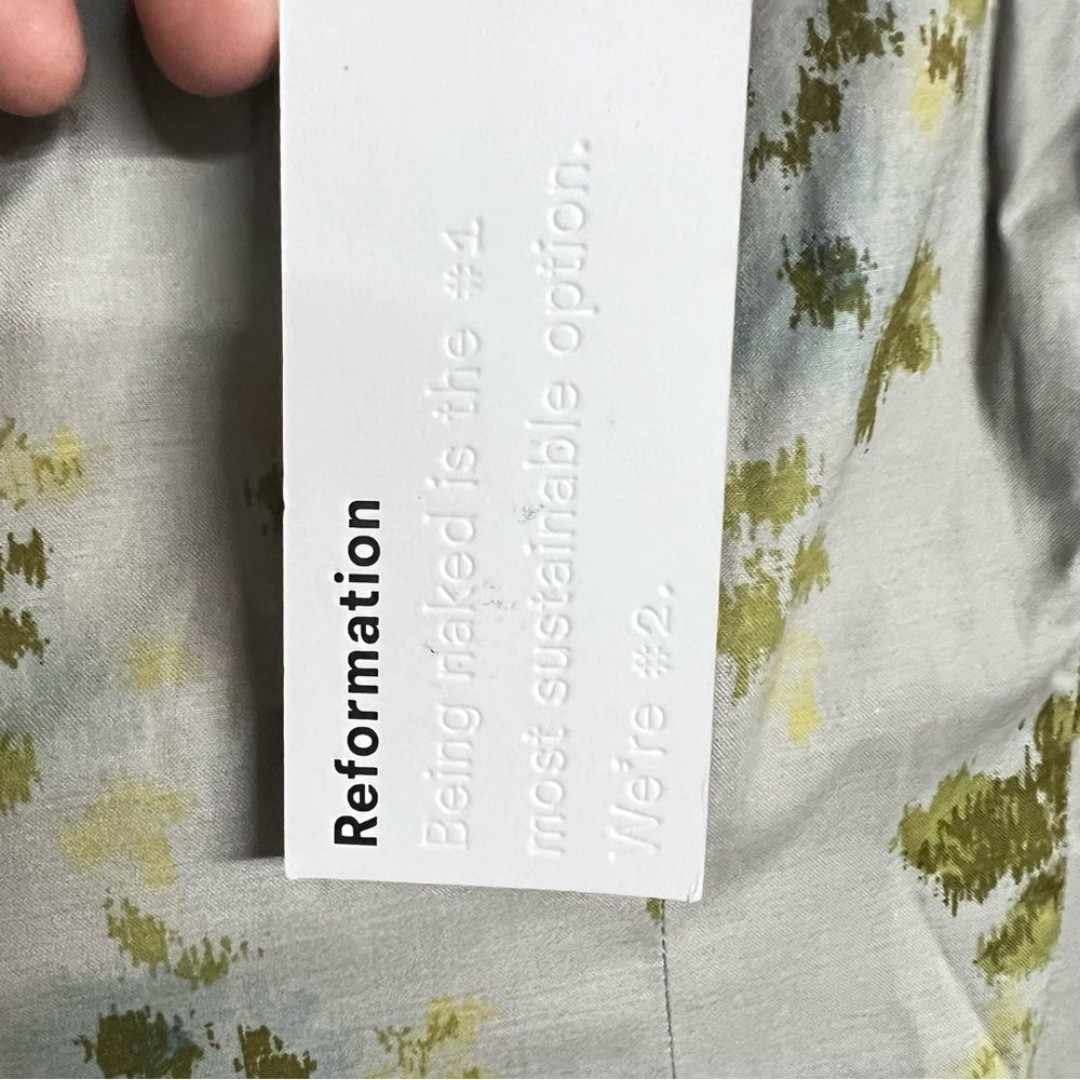 Reformation
Being naked is the #1
most sustainable option.
We're #2.